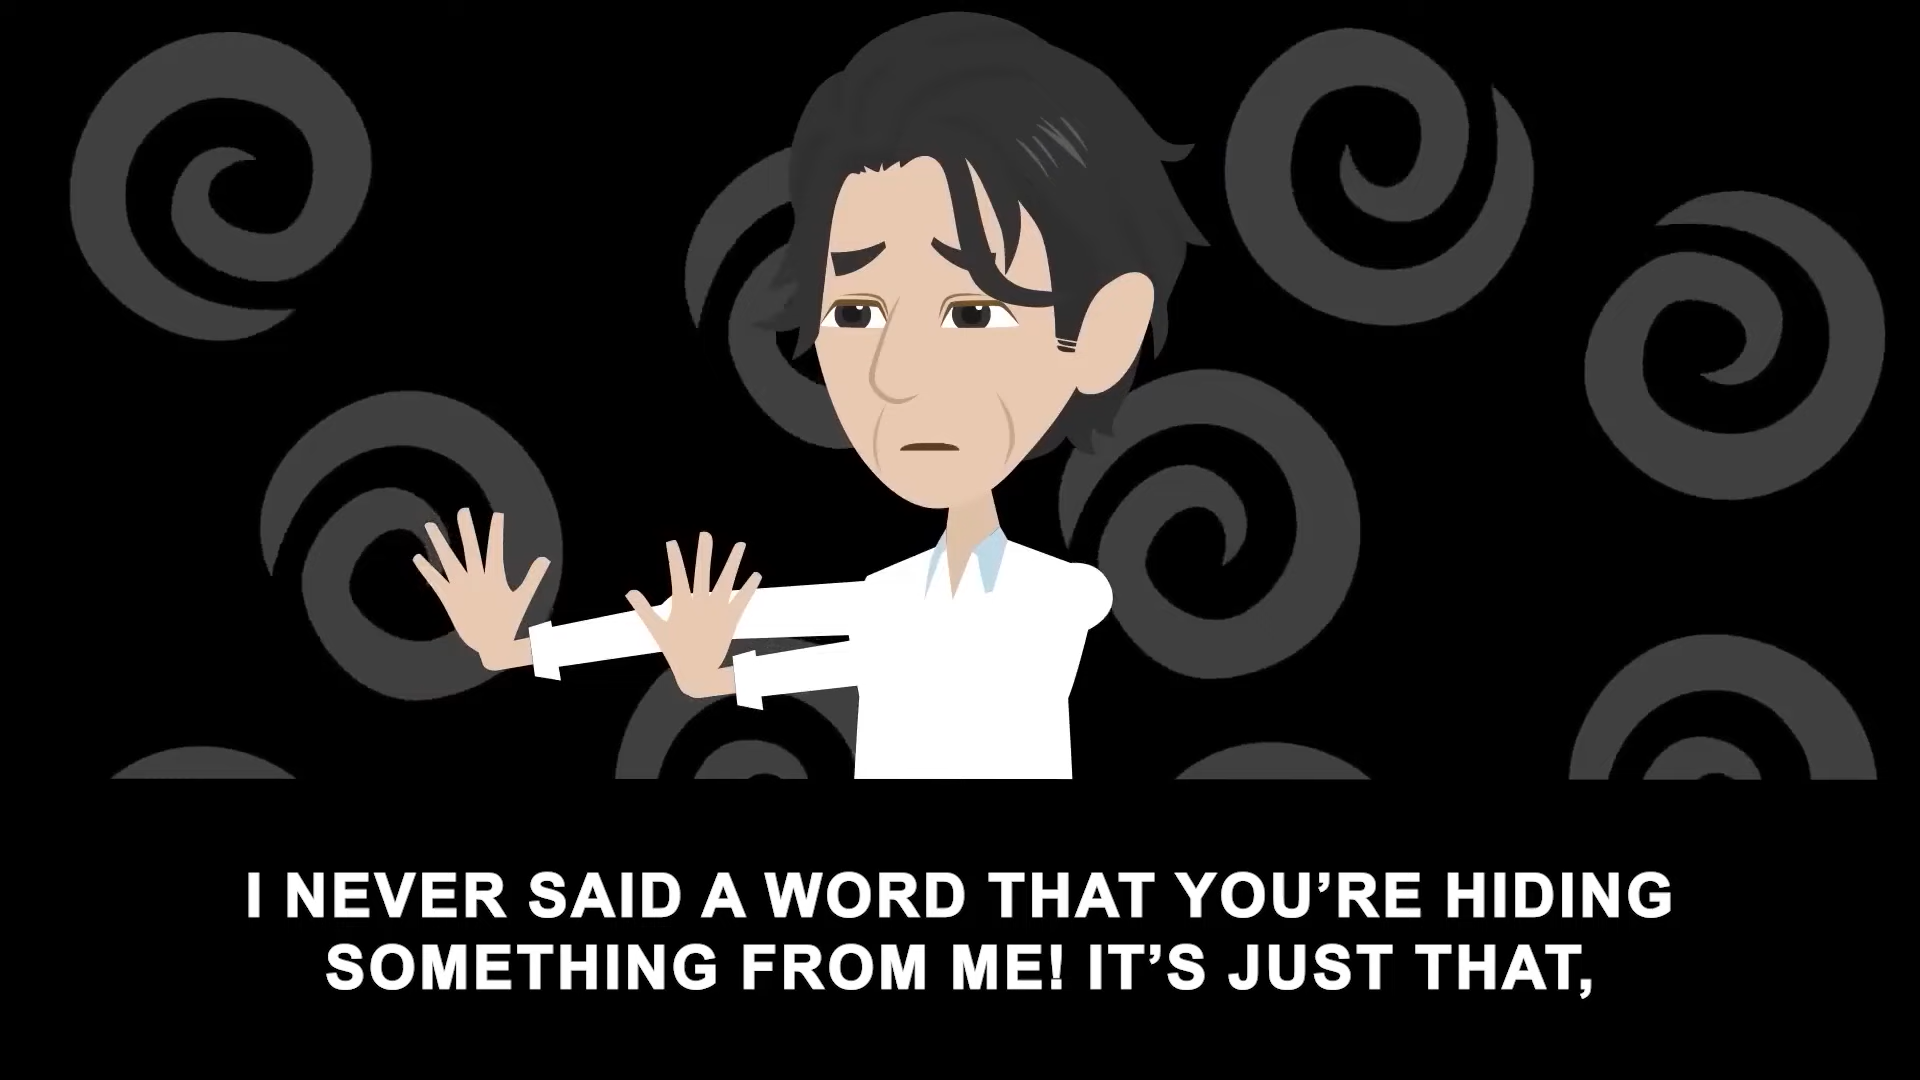 I NEVER SAID A WORD THAT YOU’RE HIDING
SOMETHING FROM ME! IT’S JUST THAT,